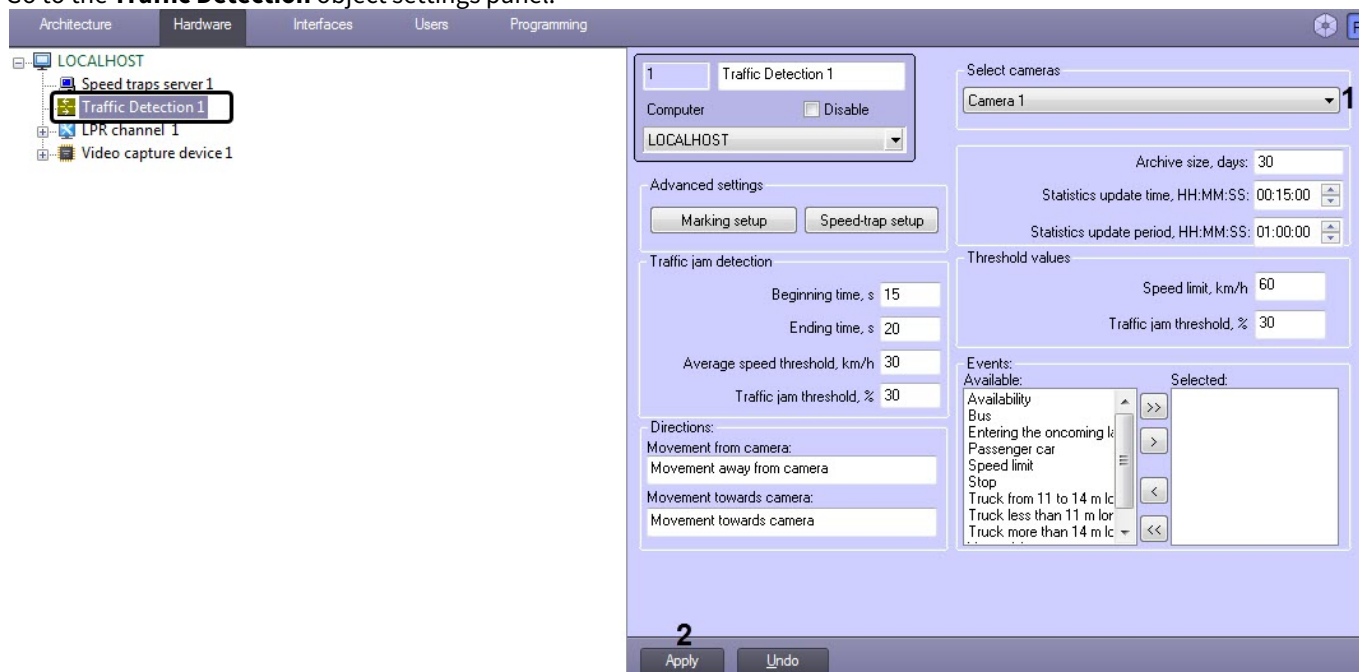 Go to the Traffic Detection object settings panel.
Architecture Hardware Interfaces Users Programming
LOCALHOST
Speed traps server 1
Traffic Detection 1
LPR channel 1
Video capture device 1
1 Traffic Detection 1
Computer Disable
LOCALHOST
Advanced settings
Marking setup Speed-trap setup
Traffic jam detection
Beginning time, s 15
Ending time, s 20
Average speed threshold, km/h 30
Traffic jam threshold, % 30
Directions:
Movement from camera:
Movement away from camera
Movement towards camera:
Movement towards camera
Select cameras
Camera 1 1
Archive size, days: 30
Statistics update time, HH:MM:SS: 00:15:00
Statistics update period, HH:MM:SS: 01:00:00
Threshold values
Speed limit, km/h 60
Traffic jam threshold, % 30
Events:
Available: Selected:
Availability
>>
Bus
Entering the oncoming la
>
Passenger car
Speed limit
Stop
<
Truck from 11 to 14 m lo
Truck less than 11 m lon
Truck more than 14 m lo
<<
2
Apply Undo